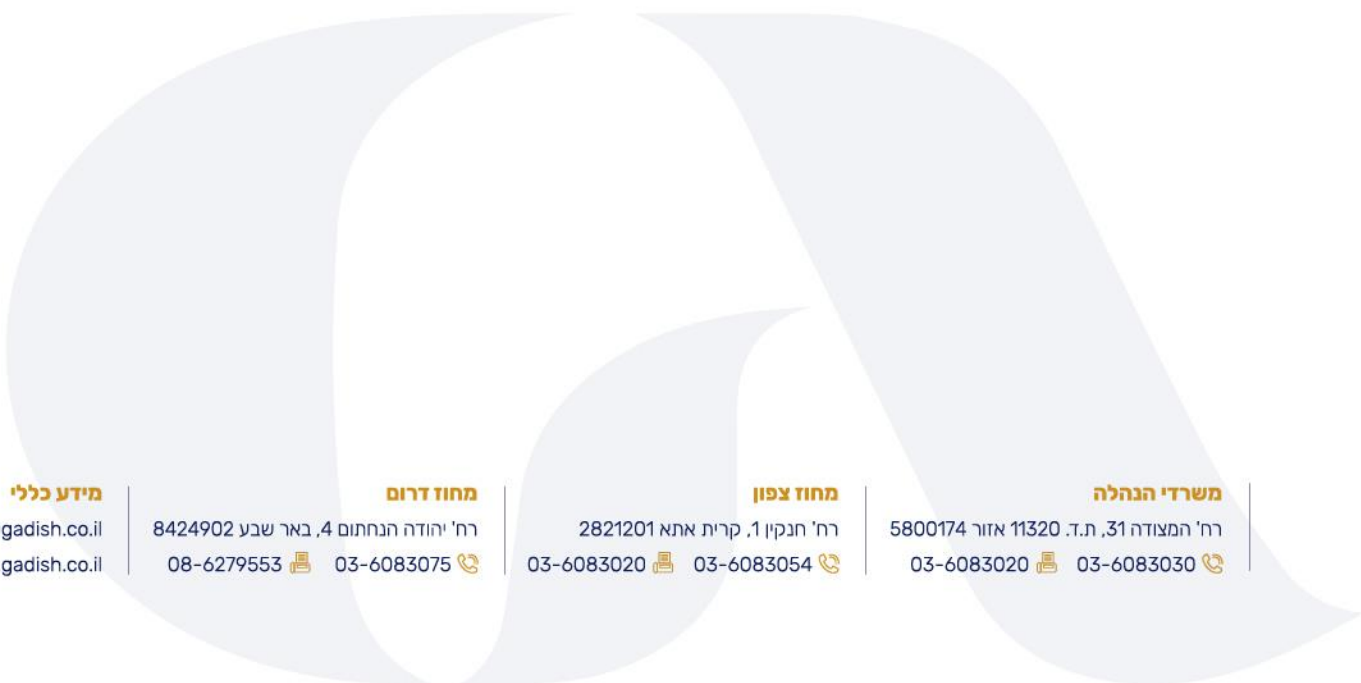 משרדי הנהלה
רח' המצודה 31, ת.ד. 11320 אזור 5800174
03-6083030 03-6083020
מחוז צפון
רח' חנקין 1, קרית אתא 2821201
03-6083054 03-6083020
מחוז דרום
רח' יהודה הנחתום 4, באר שבע 8424902
03-6083075 08-6279553
מידע כללי
gadish.co.il
gadish.co.il